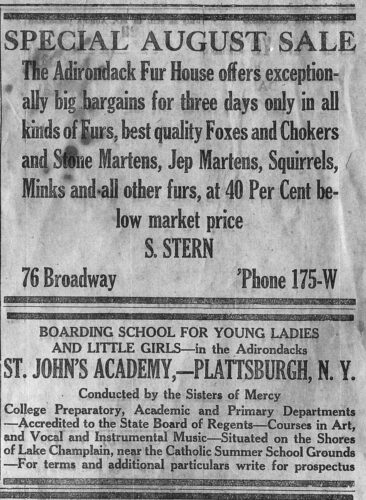 SPECIAL AUGUST SALE
The Adirondack Fur House offers exception-
ally big bargains for three days only in all
kinds of Furs, best quality Foxes and Chokers
and Stone Martens, Jep Martens, Squirrels,
Minks and all other furs, at 40 Per Cent be-
low market price
S. STERN
76 Broadway 'Phone 175-W
BOARDING SCHOOL FOR YOUNG LADIES
AND LITTLE GIRLS—in the Adirondacks
ST. JOHN'S ACADEMY,—PLATTSBURGH, N. Y.
Conducted by the Sisters of Mercy
College Preparatory, Academic and Primary Departments
—Accredited to the State Board of Regents—Courses in Art,
and Vocal and Instrumental Music—Situated on the Shores
of Lake Champlain, near the Catholic Summer School Grounds
—For terms and additional particulars write for prospectus